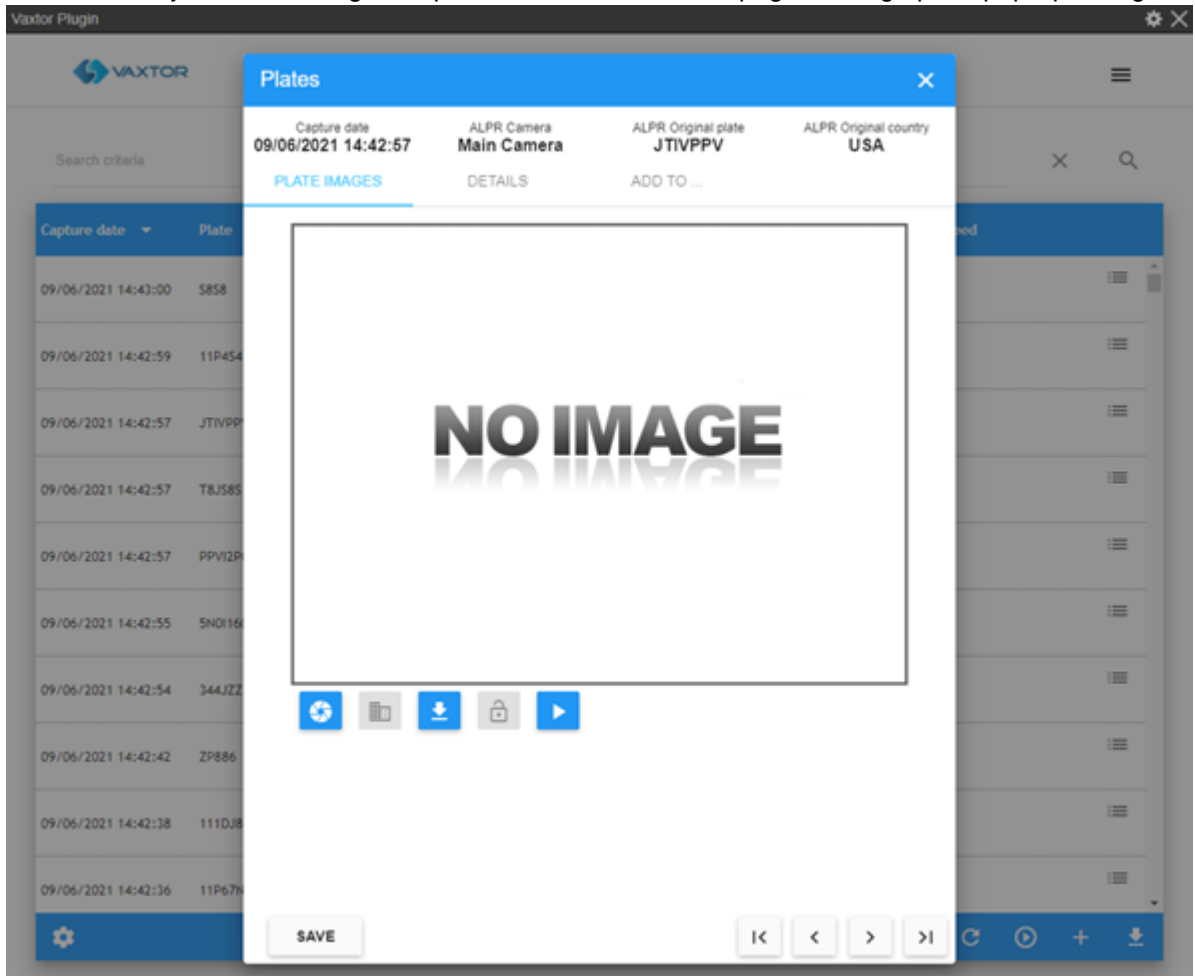 Vaxtor Plugin
VAXTOR
Search criteria
Plates
Capture date
09/06/2021 14:42:57
ALPR Camera
Main Camera
ALPR Original plate
JTIVPPV
ALPR Original country
USA
PLATE IMAGES
DETAILS
ADD TO ...
Capture date Plate
09/06/2021 14:43:00 S8S8
09/06/2021 14:42:59 11P4S4
09/06/2021 14:42:57
09/06/2021 14:42:57 T8JS8S
09/06/2021 14:42:57
09/06/2021 14:42:55
09/06/2021 14:42:54 344JZZ
09/06/2021 14:42:42 ZP886
09/06/2021 14:42:38 111DJ8
09/06/2021 14:42:36
NO IMAGE
SAVE